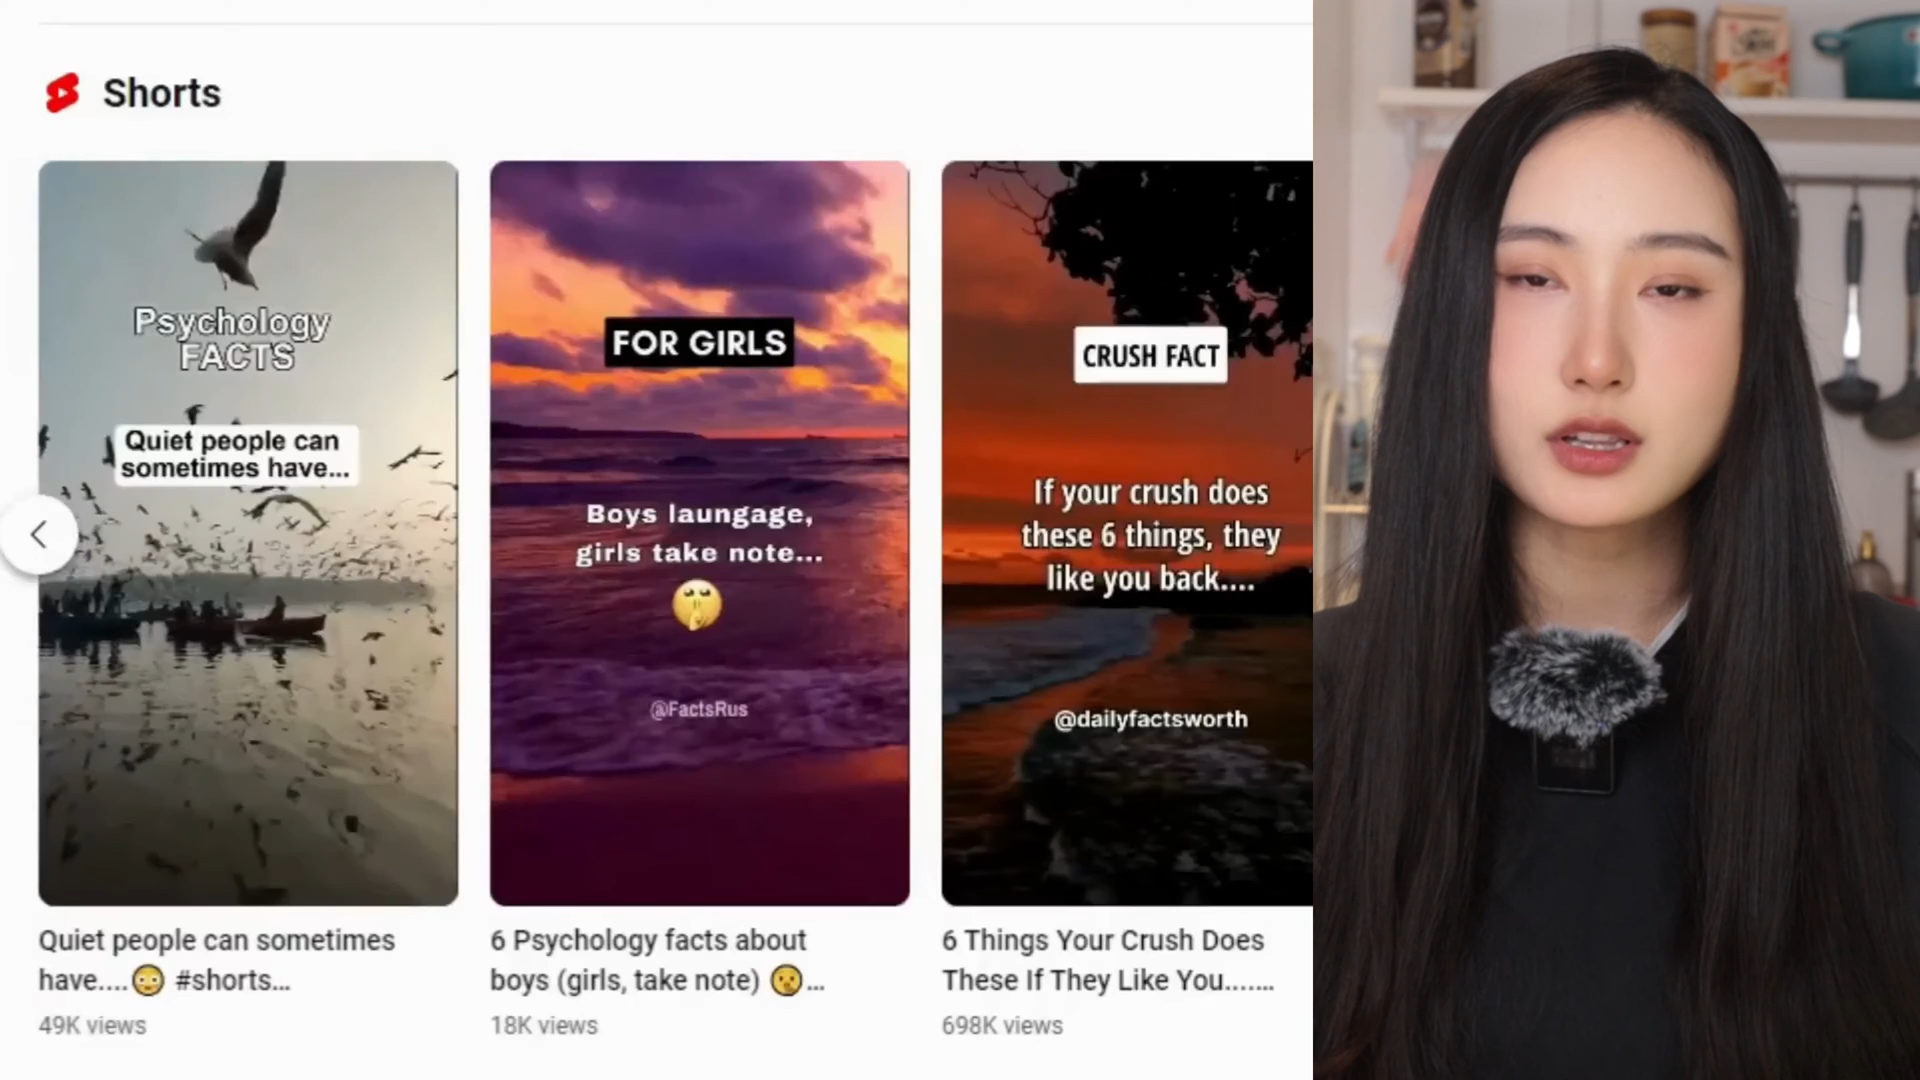 Shorts
Psychology
FACTS
Quiet people can
sometimes have...
FOR GIRLS
Boys laungage,
girls take note...
@FactsRus
CRUSH FACT
If your crush does
these 6 things, they
like you back....
@dailyfactsworth
Quiet people can sometimes
have....😳 #shorts...
49K views
6 Psychology facts about
boys (girls, take note) 🤫...
18K views
6 Things Your Crush Does
These If They Like You.......
698K views